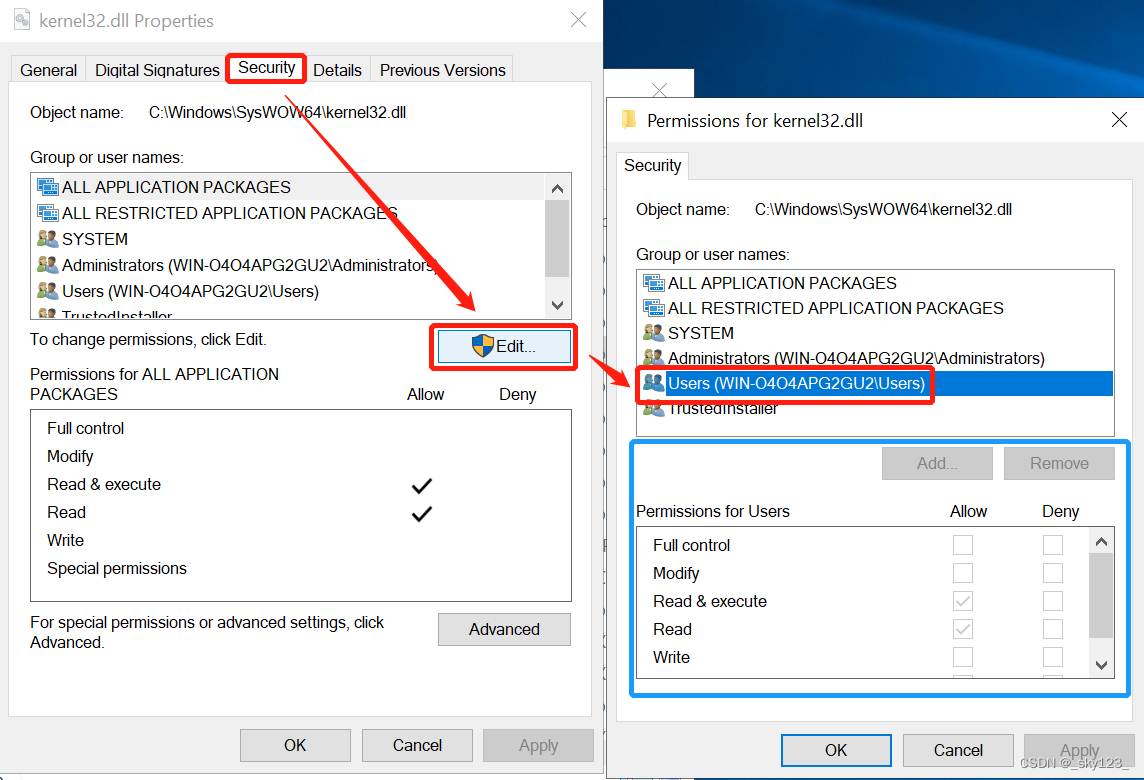 kernel32.dll Properties
General
Digital Signatures
Security
Details
Previous Versions
Object name:
C:\Windows\SysWOW64\kernel32.dll
Group or user names:
ALL APPLICATION PACKAGES
ALL RESTRICTED APPLICATION PACKAGES
SYSTEM
Administrators (WIN-O4O4APG2GU2\Administrators)
Users (WIN-O4O4APG2GU2\Users)
TrustedInstaller
To change permissions, click Edit.
Edit...
Permissions for ALL APPLICATION
PACKAGES
Allow
Deny
Full control
Modify
Read & execute
Read
Write
Special permissions
For special permissions or advanced settings, click
Advanced.
Advanced
OK
Cancel
Apply
Permissions for kernel32.dll
Security
Object name:
C:\Windows\SysWOW64\kernel32.dll
Group or user names:
ALL APPLICATION PACKAGES
ALL RESTRICTED APPLICATION PACKAGES
SYSTEM
Administrators (WIN-O4O4APG2GU2\Administrators)
Users (WIN-O4O4APG2GU2\Users)
TrustedInstaller
Add...
Remove
Permissions for Users
Allow
Deny
Full control
Modify
Read & execute
Read
Write
OK
Cancel
Apply
CSDN @_sky123_